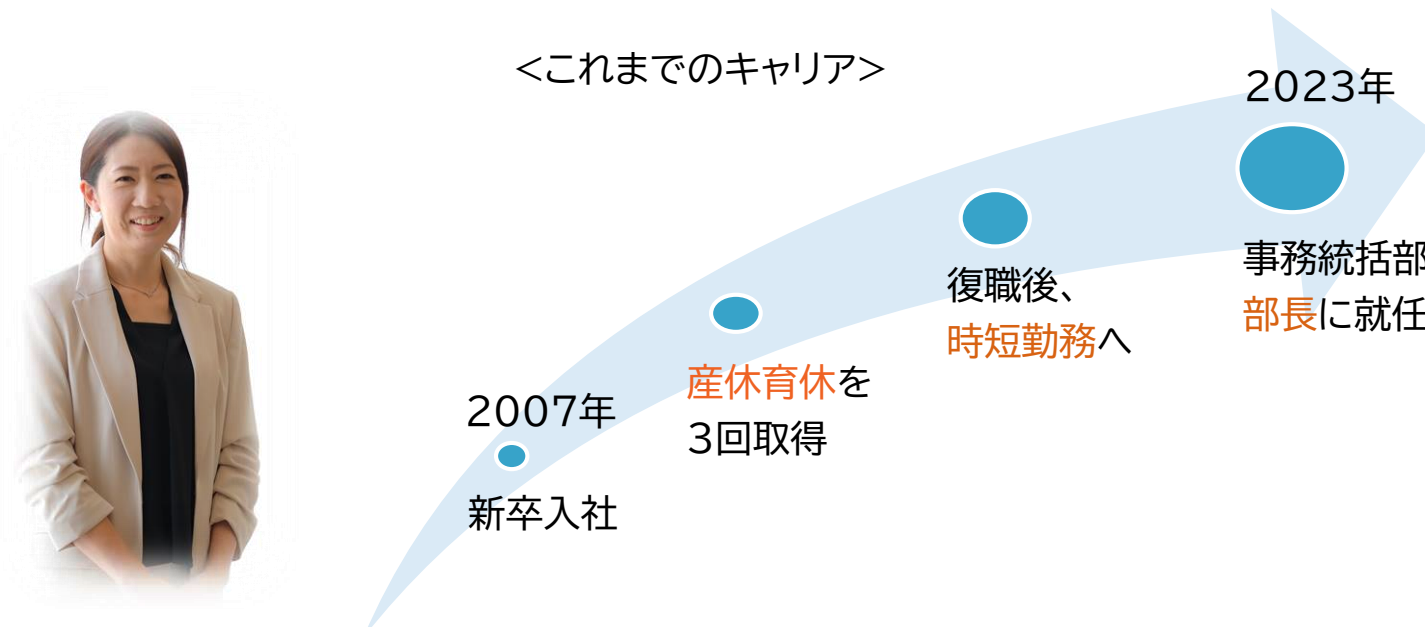 <これまでのキャリア>
2007年
新卒入社
産休育休を
3回取得
復職後、
時短勤務へ
2023年
事務統括部
部長に就任